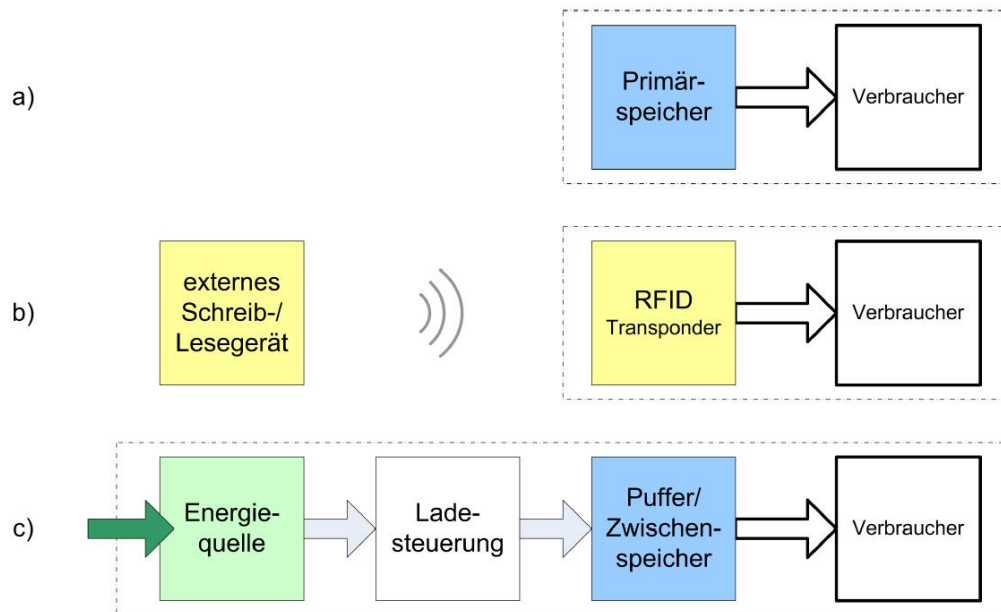 a)
Primär-
speicher
Verbraucher
b)
externes
Schreib-/
Lesegerät
RFID
Transponder
Verbraucher
c)
Energie-
quelle
Lade-
steuerung
Puffer/
Zwischen-
speicher
Verbraucher